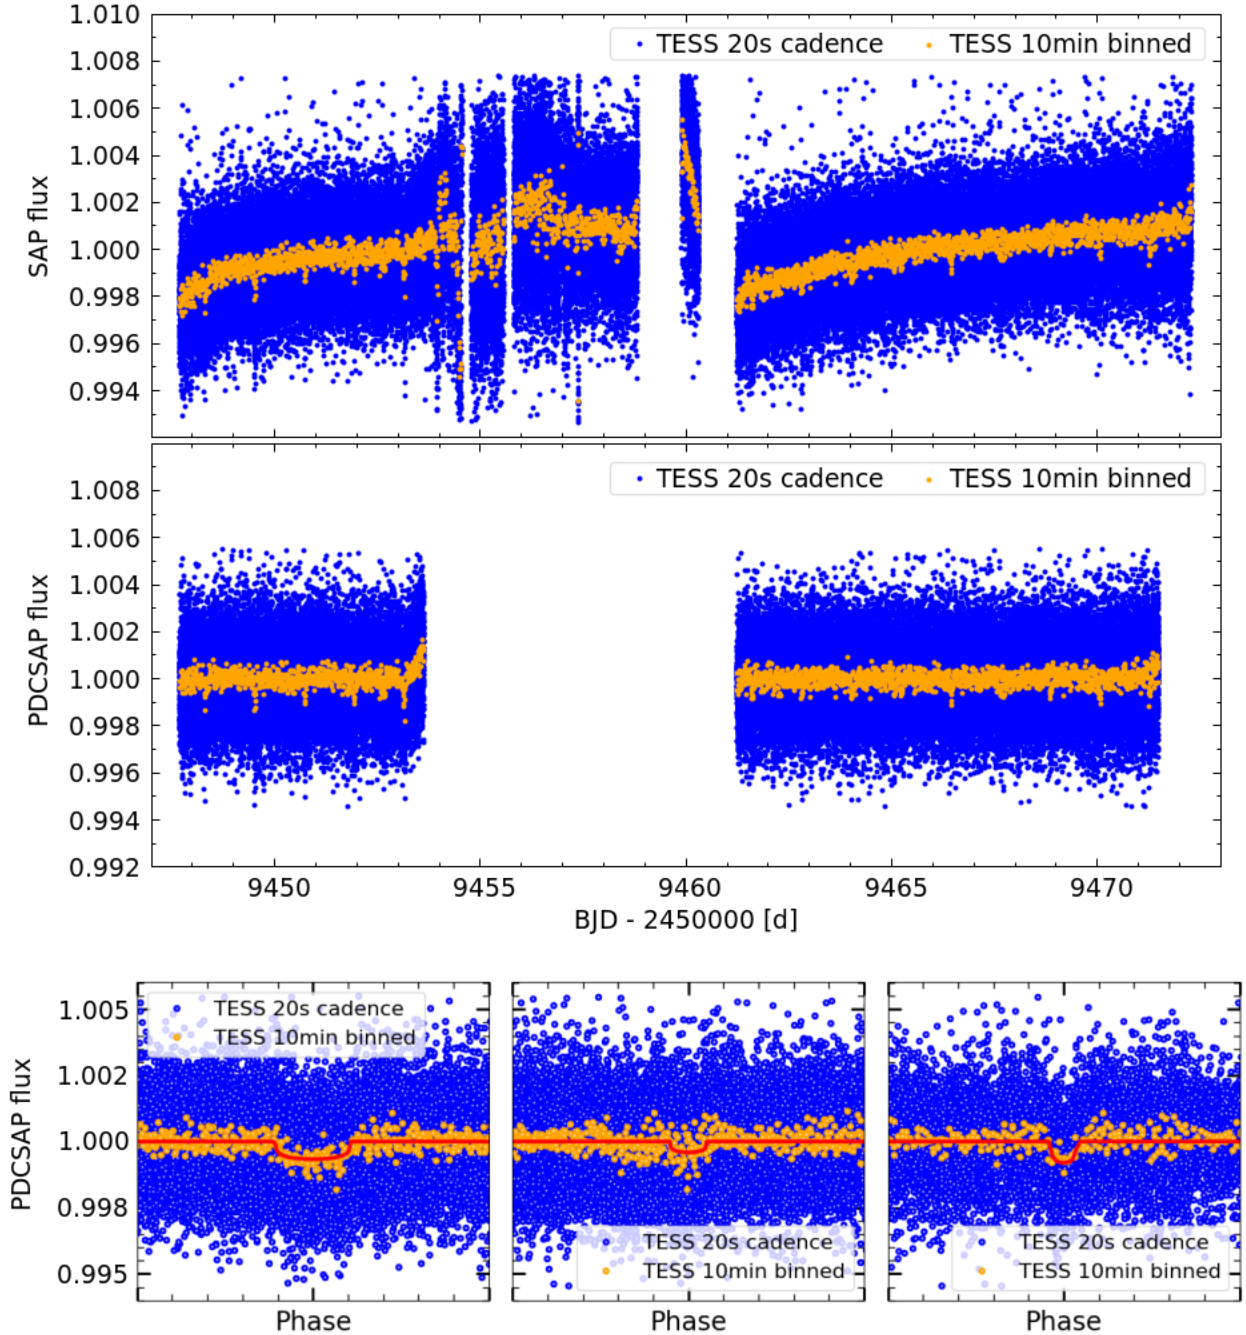 1.010
1.008
1.006
1.004
1.002
1.000
0.998
0.996
0.994
SAP flux
TESS 20s cadence TESS 10min binned
1.008
1.006
1.004
1.002
1.000
0.998
0.996
0.994
0.992
PDCSAP flux
TESS 20s cadence TESS 10min binned
9450 9455 9460 9465 9470
BJD - 2450000 [d]
1.005
1.002
1.000
0.998
0.995
PDCSAP flux
TESS 20s cadence
TESS 10min binned
TESS 20s cadence
TESS 10min binned
TESS 20s cadence
TESS 10min binned
Phase Phase Phase